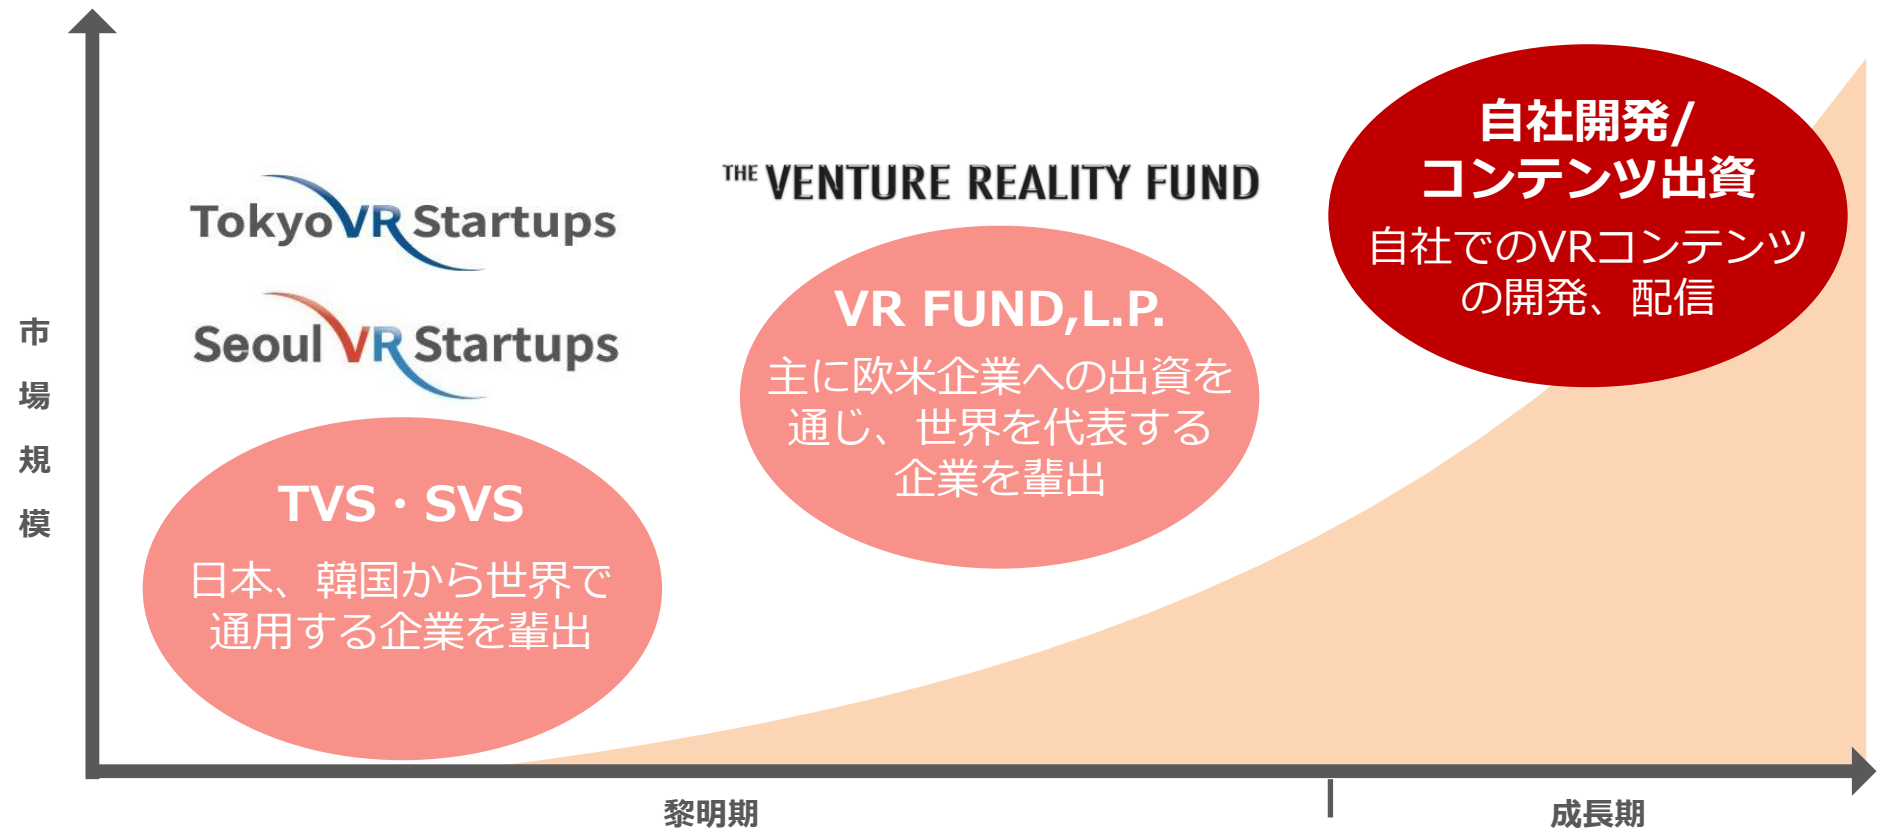 市場規模
Tokyo VR Startups
Seoul VR Startups
TVS・SVS
日本、韓国から世界で
通用する企業を輩出
THE VENTURE REALITY FUND
VR FUND,L.P.
主に欧米企業への出資を
通じ、世界を代表する
企業を輩出
自社開発/
コンテンツ出資
自社でのVRコンテンツ
の開発、配信
黎明期
成長期